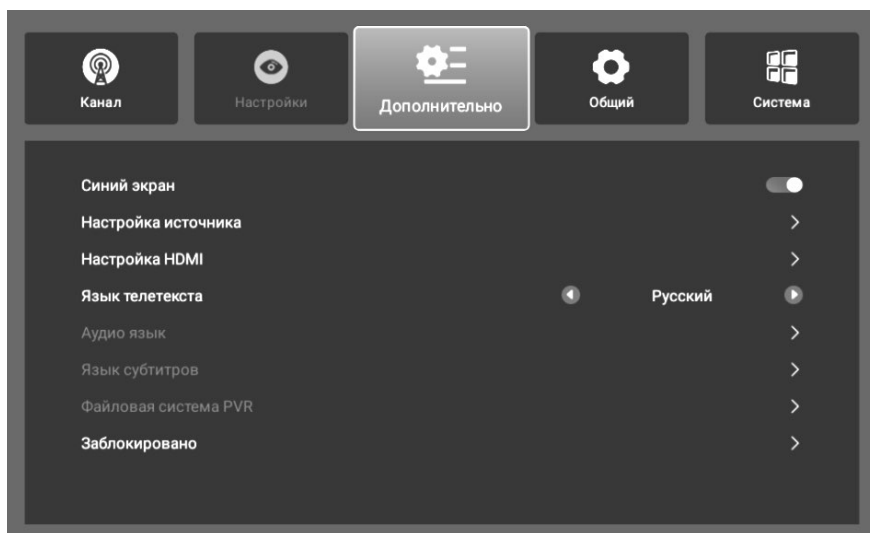 Канал
Настройки
Дополнительно
Общий
Система
Синий экран
Настройка источника
Настройка HDMI
Язык телетекста
Русский
Аудио язык
Язык субтитров
Файловая система PVR
Заблокировано